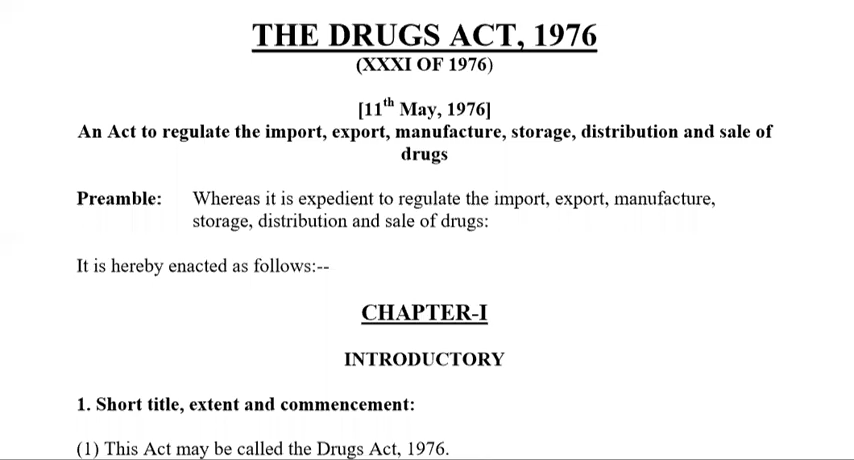 THE DRUGS ACT, 1976
(XXXI OF 1976)
[11th May, 1976]
An Act to regulate the import, export, manufacture, storage, distribution and sale of
drugs
Preamble: Whereas it is expedient to regulate the import, export, manufacture,
storage, distribution and sale of drugs:
It is hereby enacted as follows:--
CHAPTER-I
INTRODUCTORY
1. Short title, extent and commencement:
(1) This Act may be called the Drugs Act, 1976.